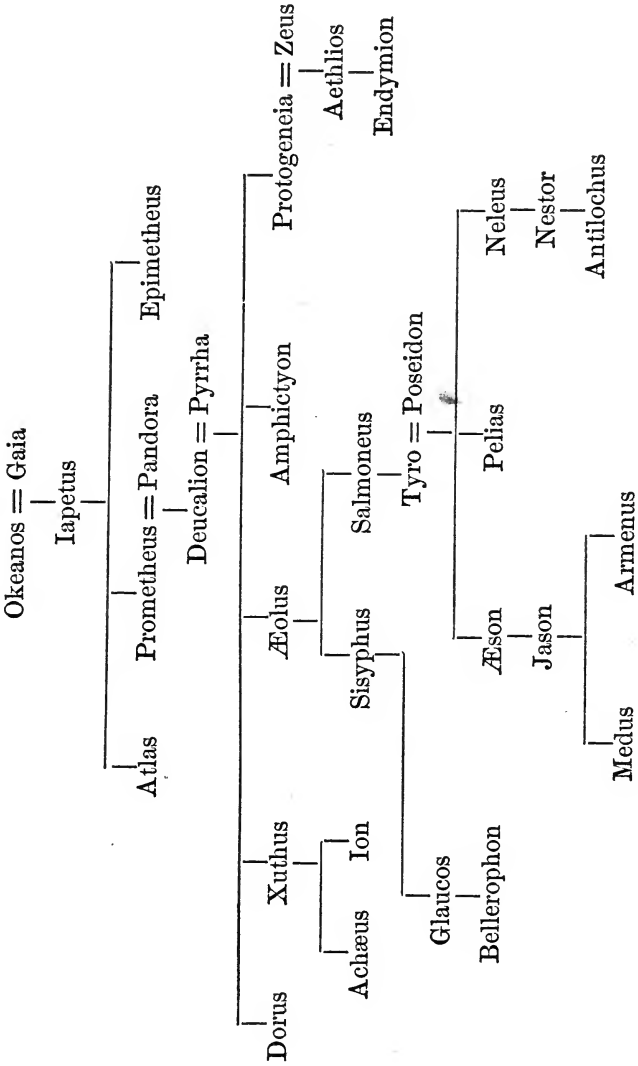 Okeanos = Gaia
Iapetus
Atlas Prometheus = Pandora Epimetheus
Deucalion = Pyrrha
Dorus Xuthus Æolus Amphictyon Protogeneia = Zeus
Achæus Ion Sisyphus Salmoneus Aethlios
Glaucos Tyro = Poseidon Endymion
Bellerophon Æson Pelias Neleus
Jason Nestor
Medus Armenus Antilochus